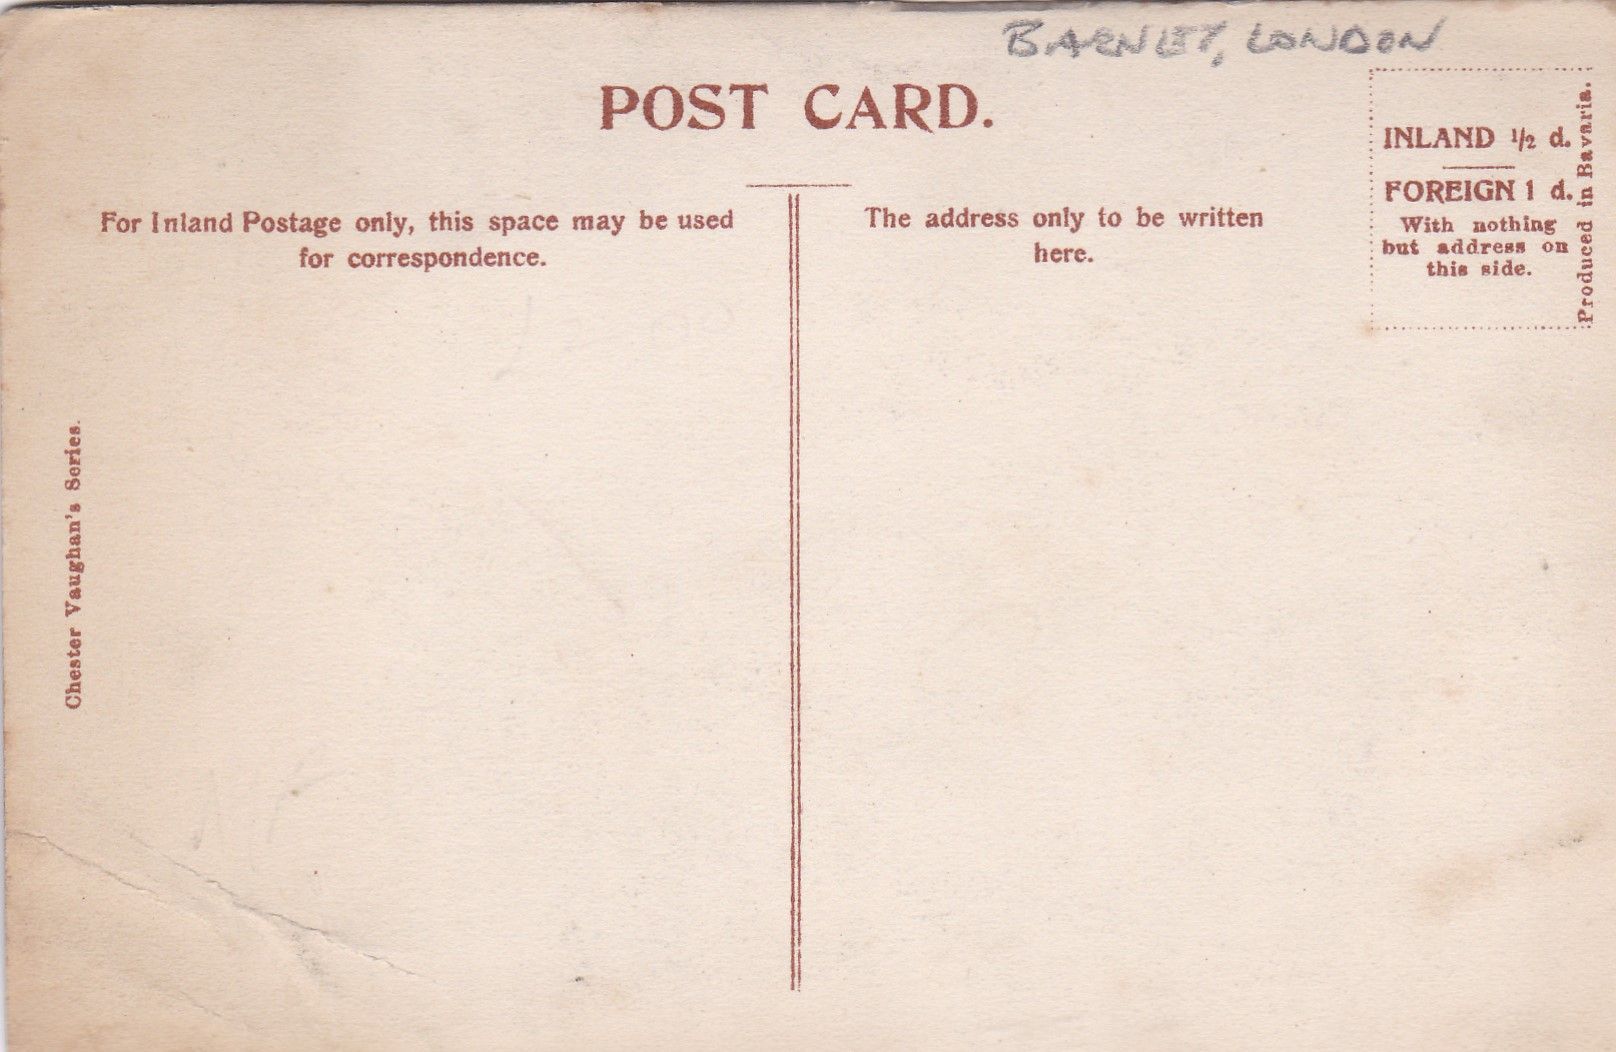 BARNET, LONDON
POST CARD.
INLAND 1/2 d.
FOREIGN 1 d.
With nothing
but address on
this side.
Produced in Bavaria.
For Inland Postage only, this space may be used
for correspondence.
The address only to be written
here.
Chester Vaughan's Series.